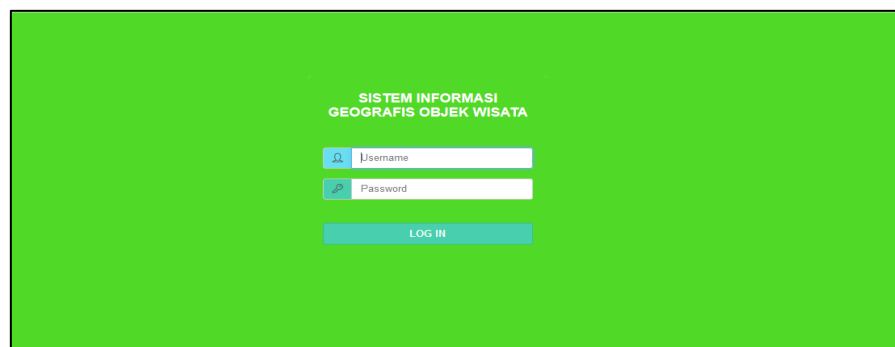 SISTEM INFORMASI
GEOGRAFIS OBJEK WISATA
Username
Password
LOG IN